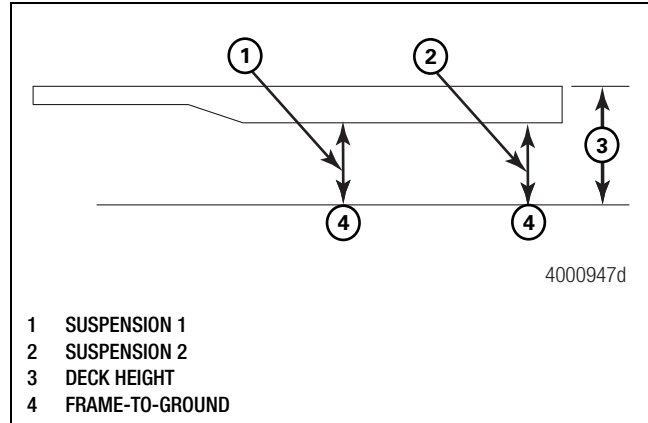 1 2
3
4 4
4000947d
1 SUSPENSION 1
2 SUSPENSION 2
3 DECK HEIGHT
4 FRAME-TO-GROUND